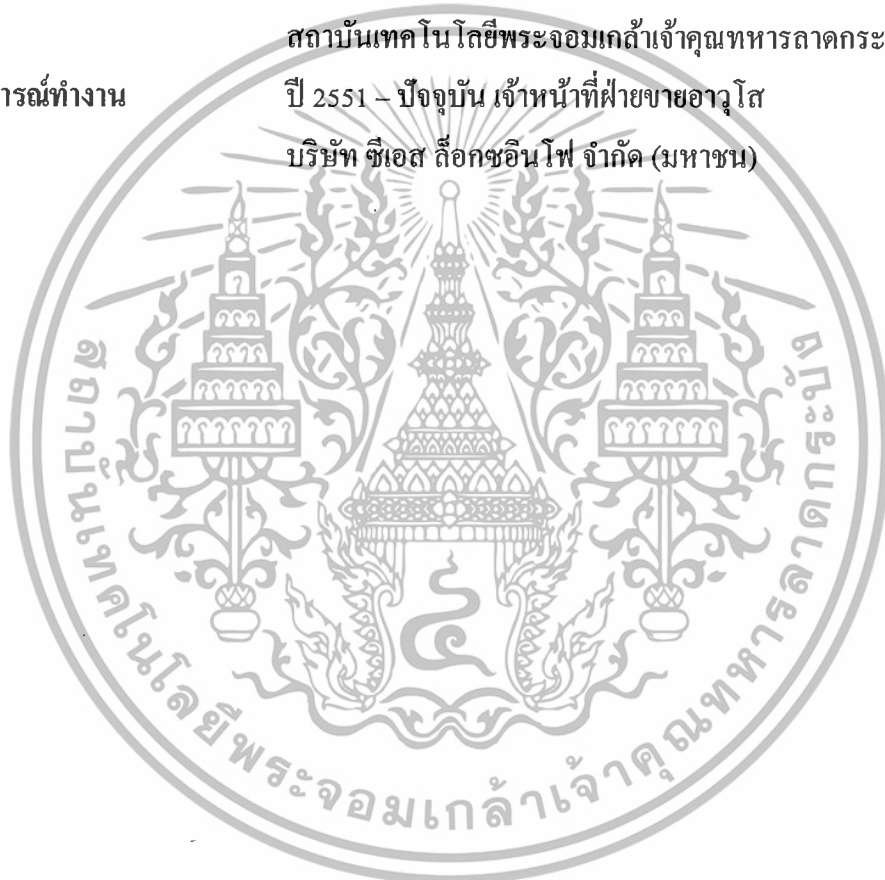 สถาบันเทคโนโลยีพระจอมเกล้าเจ้าคุณทหารลาดกระ
ารณ์ทำงาน ปี 2551 – ปัจจุบัน เจ้าหน้าที่ฝ่ายขายอาวุโส
บริษัท ซีเอส ล็อกซอินโฟ จำกัด (มหาชน)
สถาบันเทคโนโลยีพระจอมเกล้าเจ้าคุณทหารลาดกระบัง
๔